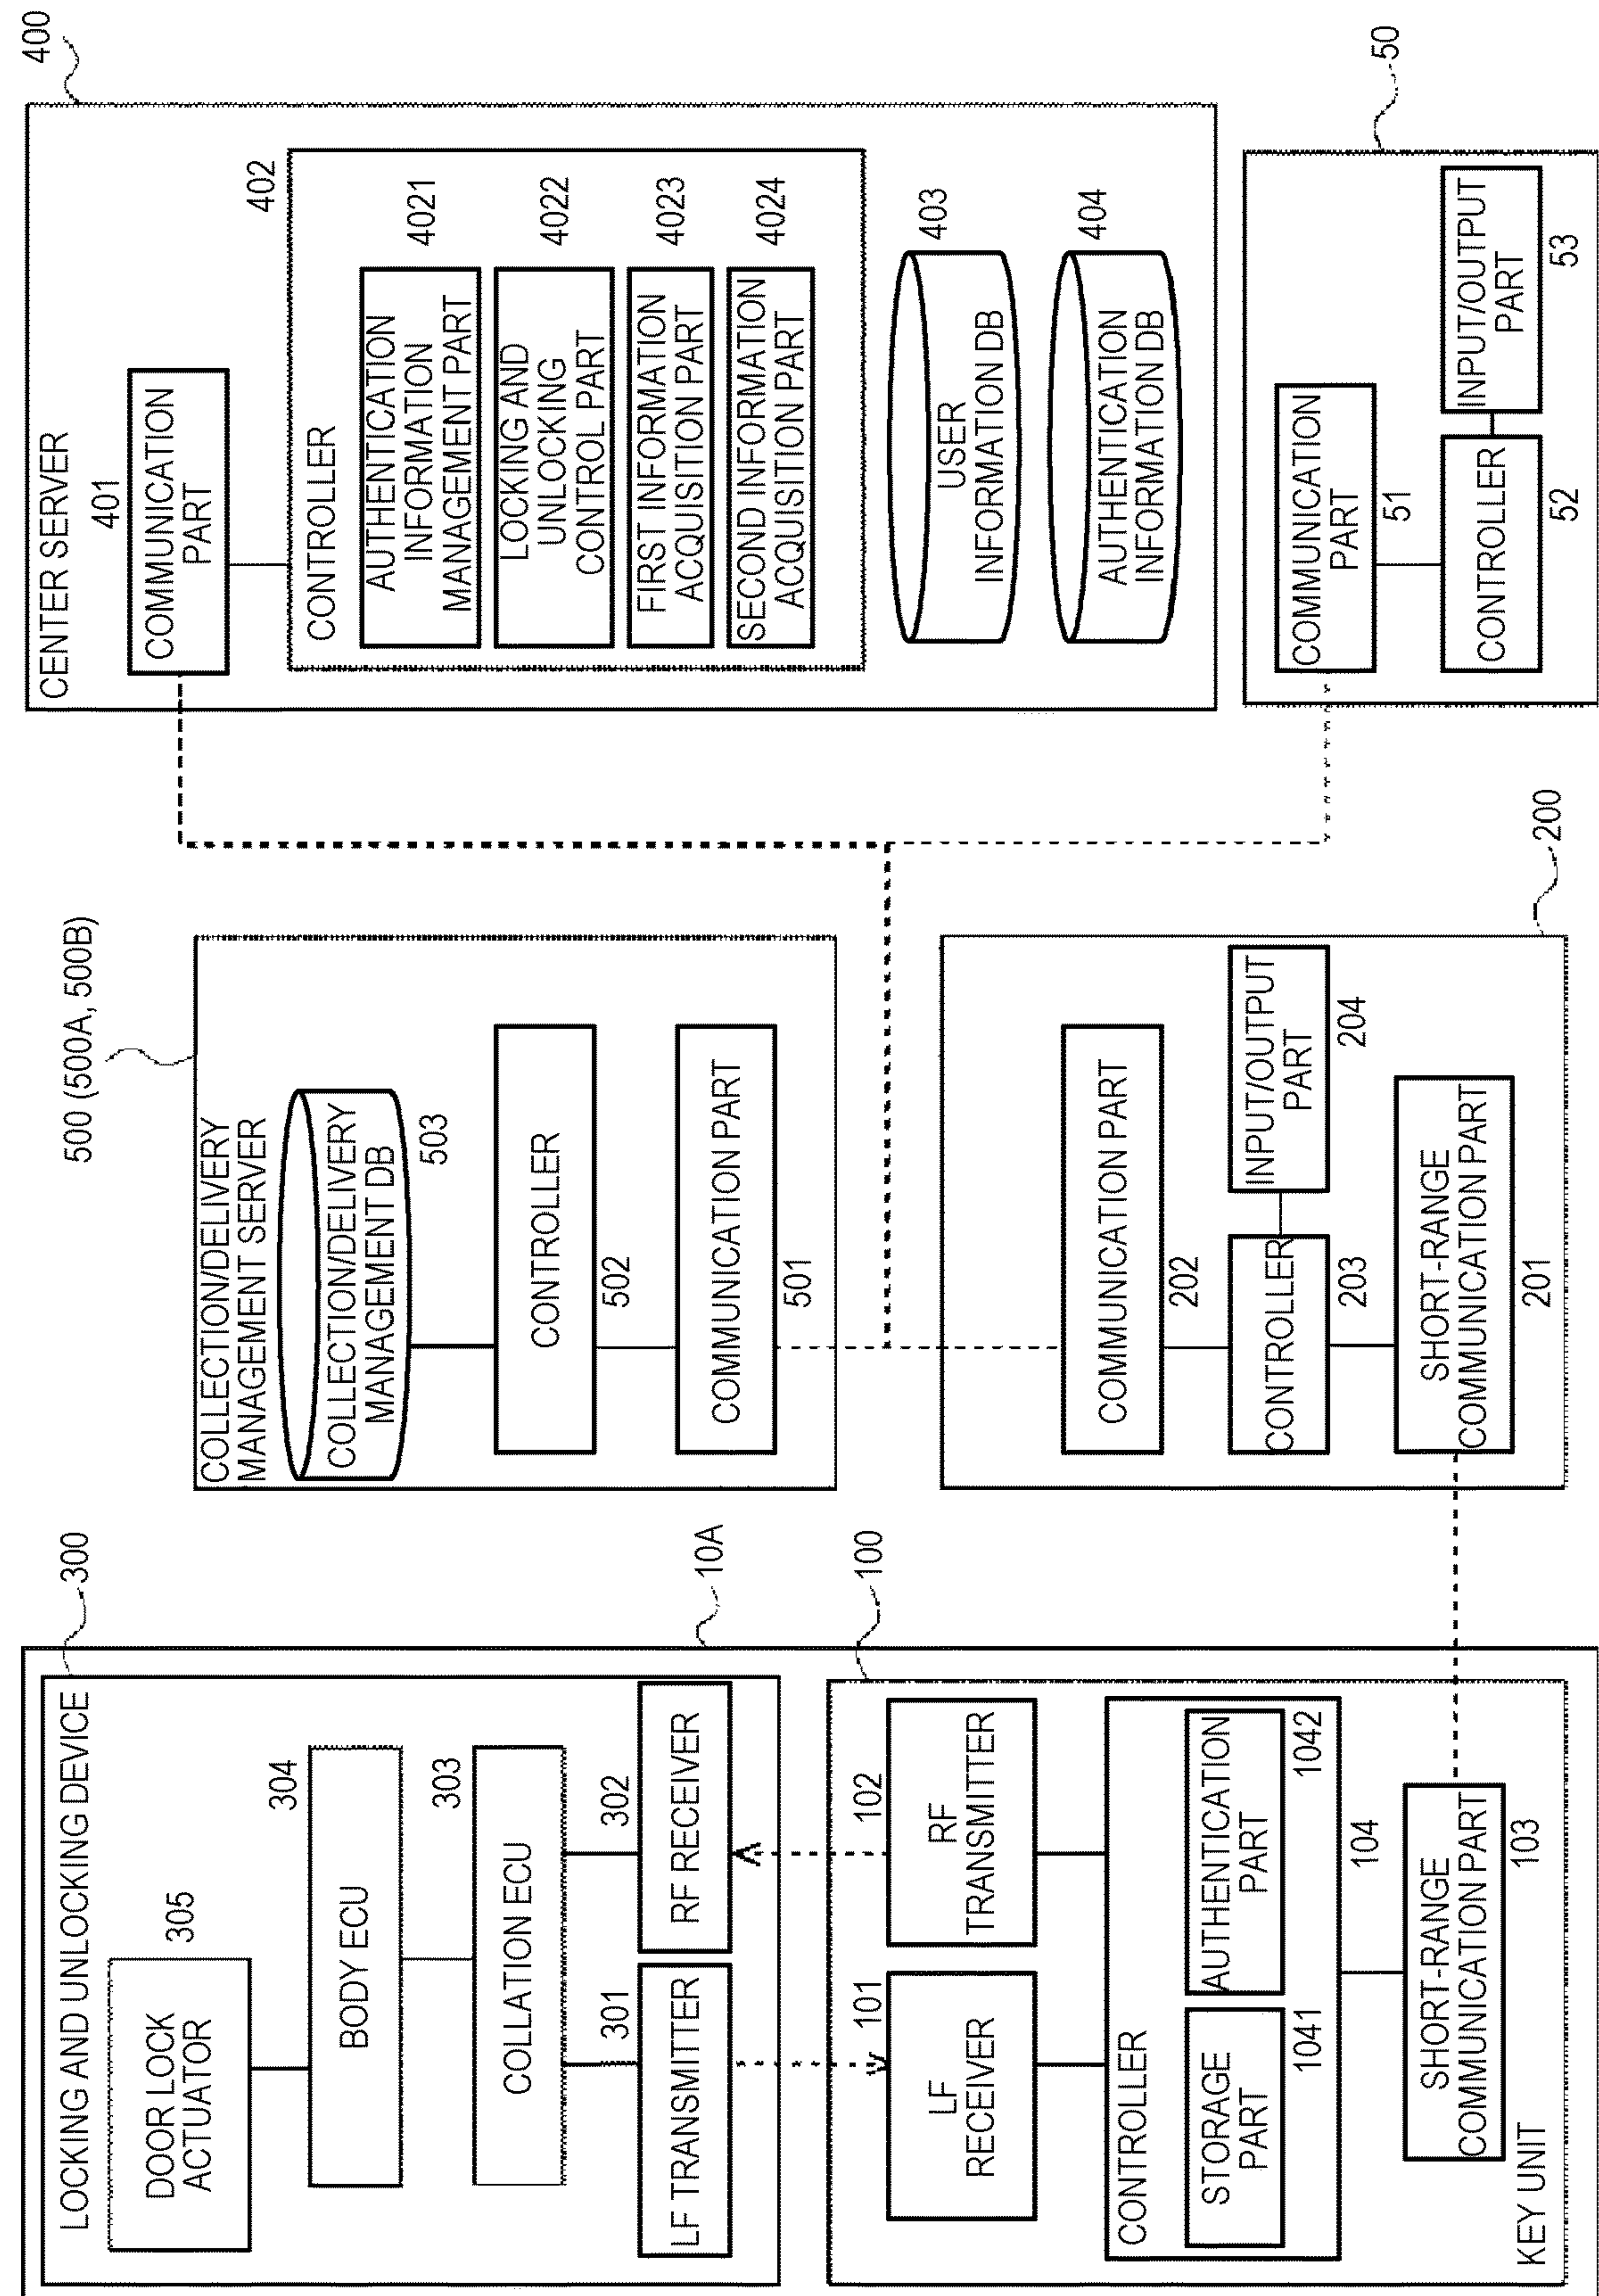 LOCKING AND UNLOCKING DEVICE
300
DOOR LOCK
ACTUATOR
305
BODY ECU
304
COLLATION ECU
303
LF TRANSMITTER
301
RF RECEIVER
302
10A
100
LF
RECEIVER
101
RF
TRANSMITTER
102
CONTROLLER
STORAGE
PART
1041
AUTHENTICATION
PART
1042
104
SHORT-RANGE
COMMUNICATION PART
103
KEY UNIT
500 (500A, 500B)
COLLECTION/DELIVERY
MANAGEMENT SERVER
COLLECTION/DELIVERY
MANAGEMENT DB
503
CONTROLLER
502
COMMUNICATION PART
501
200
COMMUNICATION PART
202
CONTROLLER
203
INPUT/OUTPUT
PART
204
SHORT-RANGE
COMMUNICATION PART
201
400
CENTER SERVER
401
COMMUNICATION
PART
402
CONTROLLER
AUTHENTICATION
INFORMATION
MANAGEMENT PART
4021
LOCKING AND
UNLOCKING
CONTROL PART
4022
FIRST INFORMATION
ACQUISITION PART
4023
SECOND INFORMATION
ACQUISITION PART
4024
USER
INFORMATION DB
403
AUTHENTICATION
INFORMATION DB
404
50
COMMUNICATION
PART
51
CONTROLLER
52
INPUT/OUTPUT
PART
53